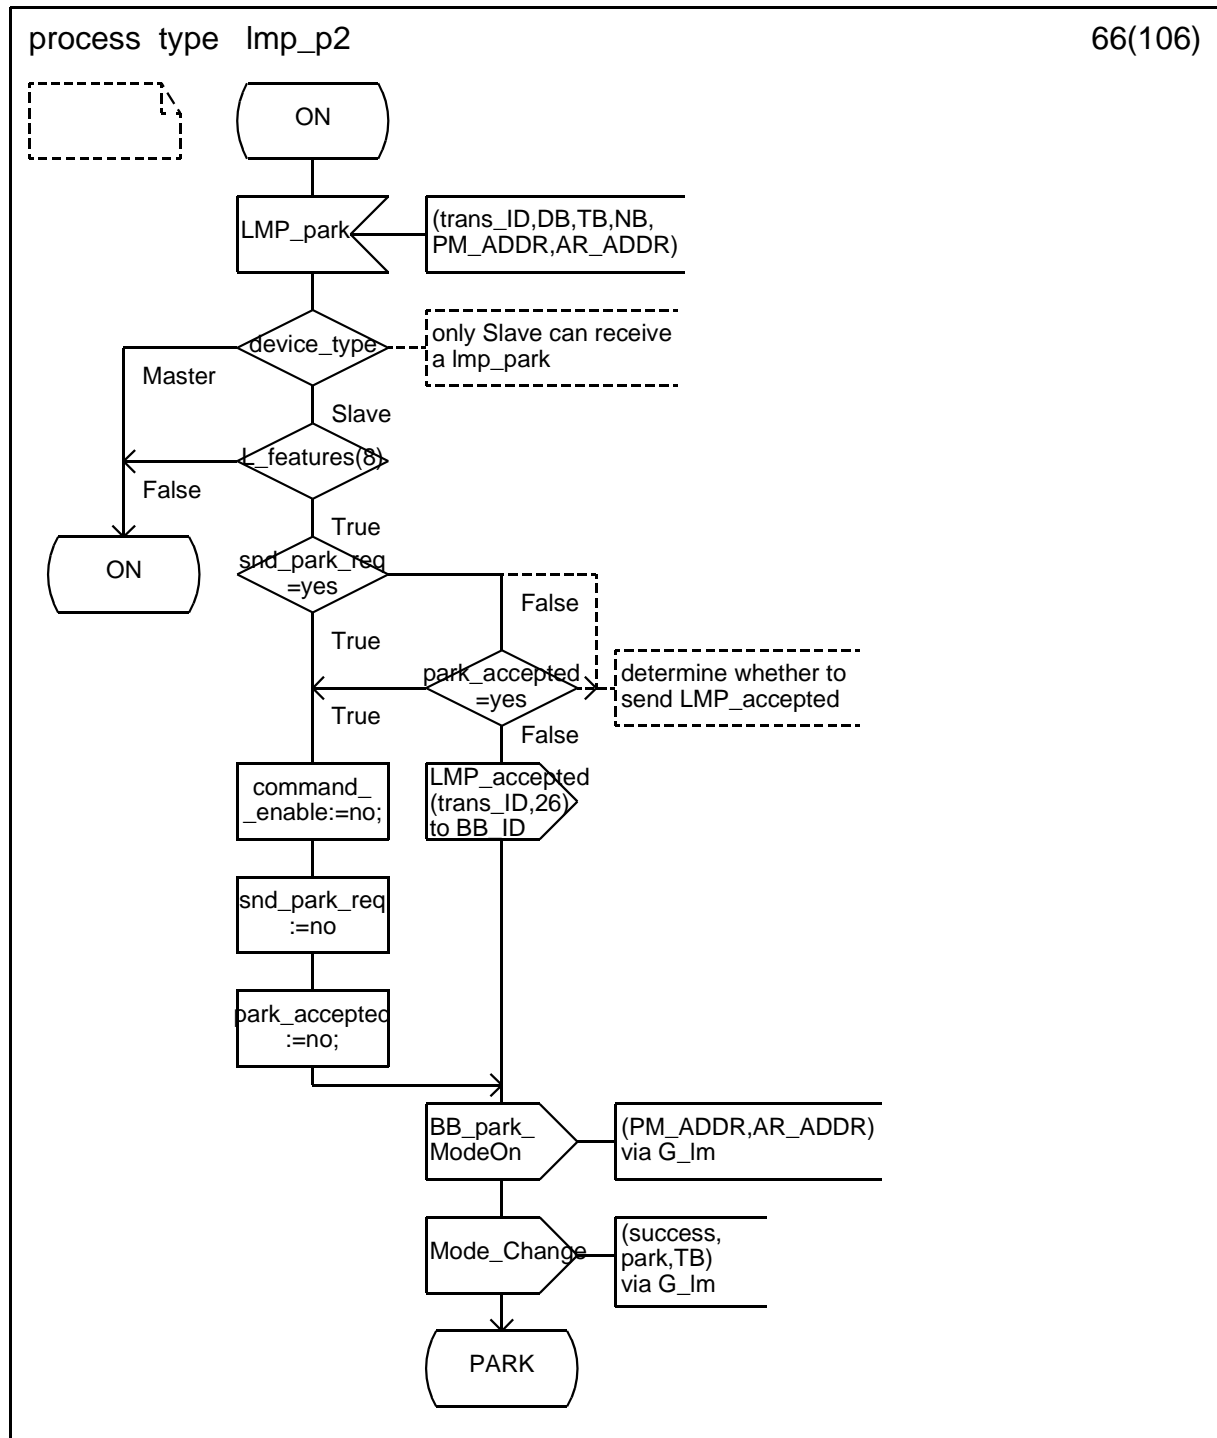 process type lmp_p2
66(106)
ON
LMP_park
(trans_ID,DB,TB,NB,
PM_ADDR,AR_ADDR)
device_type
only Slave can receive
a lmp_park
Master
Slave
L_features(8)
False
True
ON
snd_park_req
=yes
False
True
park_accepted
=yes
determine whether to
send LMP_accepted
True
False
command_
_enable:=no;
LMP_accepted
(trans_ID,26)
to BB_ID
snd_park_req
:=no
park_accepted
:=no;
BB_park_
ModeOn
(PM_ADDR,AR_ADDR)
via G_lm
Mode_Change
(success,
park,TB)
via G_lm
PARK